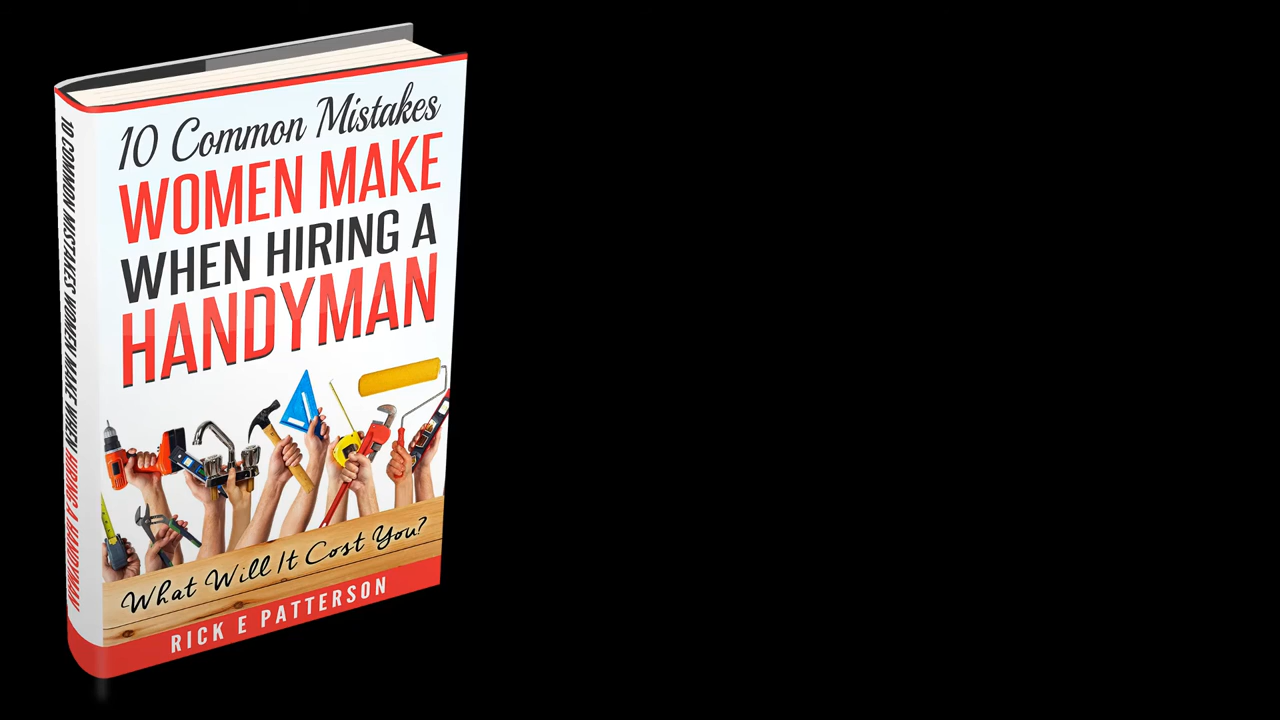 10 Common Mistakes
WOMEN MAKE
WHEN HIRING A
HANDYMAN
What Will It Cost You?
RICK E PATTERSON
10 COMMON MISTAKES WOMEN MAKE WHEN HIRING A HANDYMAN